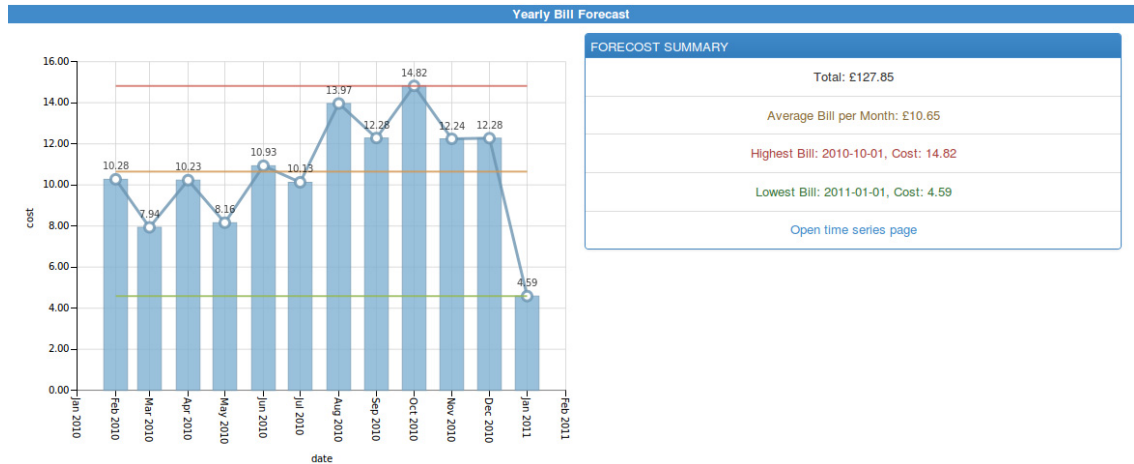 Yearly Bill Forecast
16.00
14.00
12.00
10.00
8.00
6.00
4.00
2.00
0.00
cost
10.28
7.94
10.23
8.16
10.93
10.13
13.97
12.28
14.82
12.24
12.28
4.59
Jan 2010
Feb 2010
Mar 2010
Apr 2010
May 2010
Jun 2010
Jul 2010
Aug 2010
Sep 2010
Oct 2010
Nov 2010
Dec 2010
Jan 2011
Feb 2011
date
FORECOST SUMMARY
Total: £127.85
Average Bill per Month: £10.65
Highest Bill: 2010-10-01, Cost: 14.82
Lowest Bill: 2011-01-01, Cost: 4.59
Open time series page